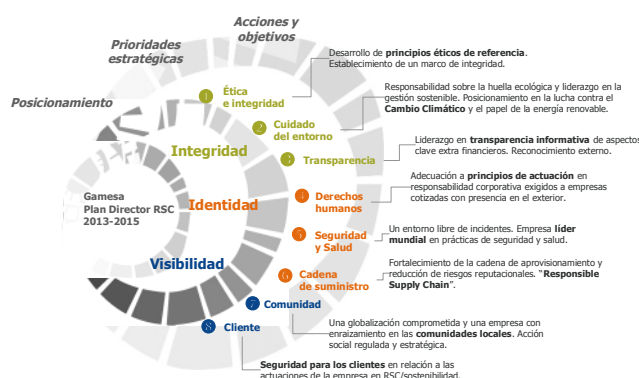 Acciones y
objetivos
Prioridades
estratégicas
Posicionamiento
Desarrollo de principios éticos de referencia.
Establecimiento de un marco de integridad.
1 Ética
e integridad
Responsabilidad sobre la huella ecológica y liderazgo en la
gestión sostenible. Posicionamiento en la lucha contra el
Cambio Climático y el papel de la energía renovable.
2 Cuidado
del entorno
Integridad
3 Transparencia
Liderazgo en transparencia informativa de aspectos
clave extra financieros. Reconocimiento externo.
Gamesa
Plan Director RSC
2013-2015
Identidad
4 Derechos
humanos
Adecuación a principios de actuación en
responsabilidad corporativa exigidos a empresas
cotizadas con presencia en el exterior.
5 Seguridad
y Salud
Un entorno libre de incidentes. Empresa líder
mundial en prácticas de seguridad y salud.
Visibilidad
6 Cadena
de suministro
Fortalecimiento de la cadena de aprovisionamiento y
reducción de riesgos reputacionales. “Responsible
Supply Chain”.
7 Comunidad
Una globalización comprometida y una empresa con
enraizamiento en las comunidades locales. Acción
social regulada y estratégica.
8 Cliente
Seguridad para los clientes en relación a las
actuaciones de la empresa en RSC/sostenibilidad.